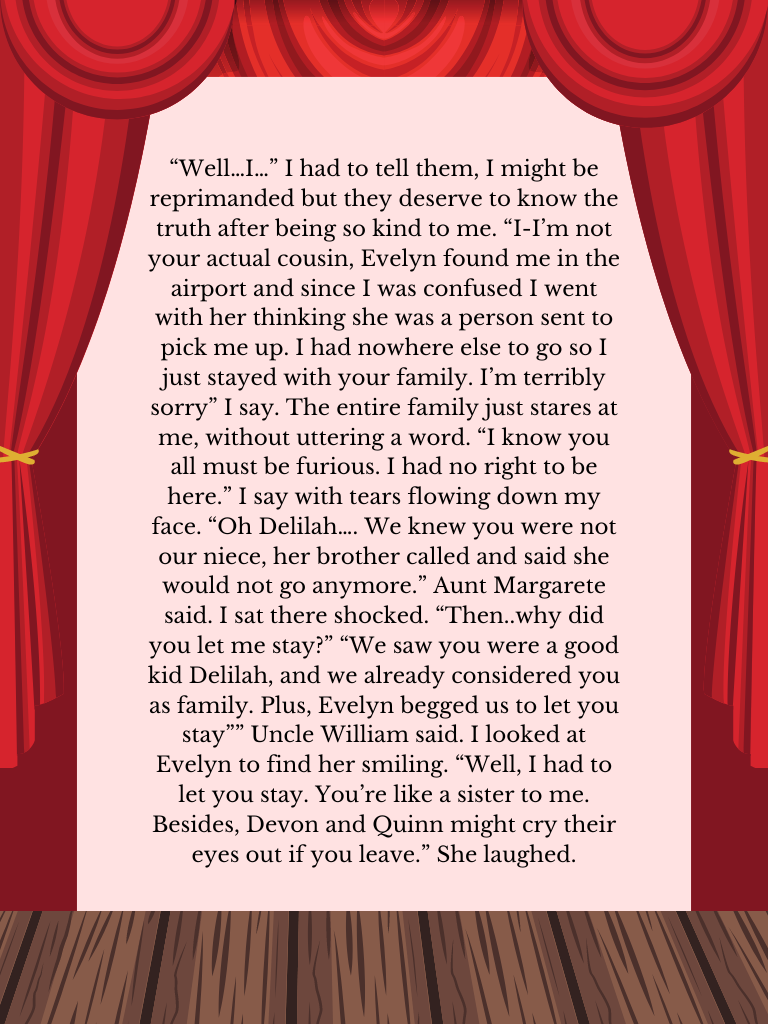 “Well...I...” I had to tell them, I might be
reprimanded but they deserve to know the
truth after being so kind to me. “I-I’m not
your actual cousin, Evelyn found me in the
airport and since I was confused I went
with her thinking she was a person sent to
pick me up. I had nowhere else to go so I
just stayed with your family. I’m terribly
sorry” I say. The entire family just stares at
me, without uttering a word. “I know you
all must be furious. I had no right to be
here.” I say with tears flowing down my
face. “Oh Delilah.... We knew you were not
our niece, her brother called and said she
would not go anymore.” Aunt Margarete
said. I sat there shocked. “Then..why did
you let me stay?” “We saw you were a good
kid Delilah, and we already considered you
as family. Plus, Evelyn begged us to let you
stay”” Uncle William said. I looked at
Evelyn to find her smiling. “Well, I had to
let you stay. You’re like a sister to me.
Besides, Devon and Quinn might cry their
eyes out if you leave.” She laughed.